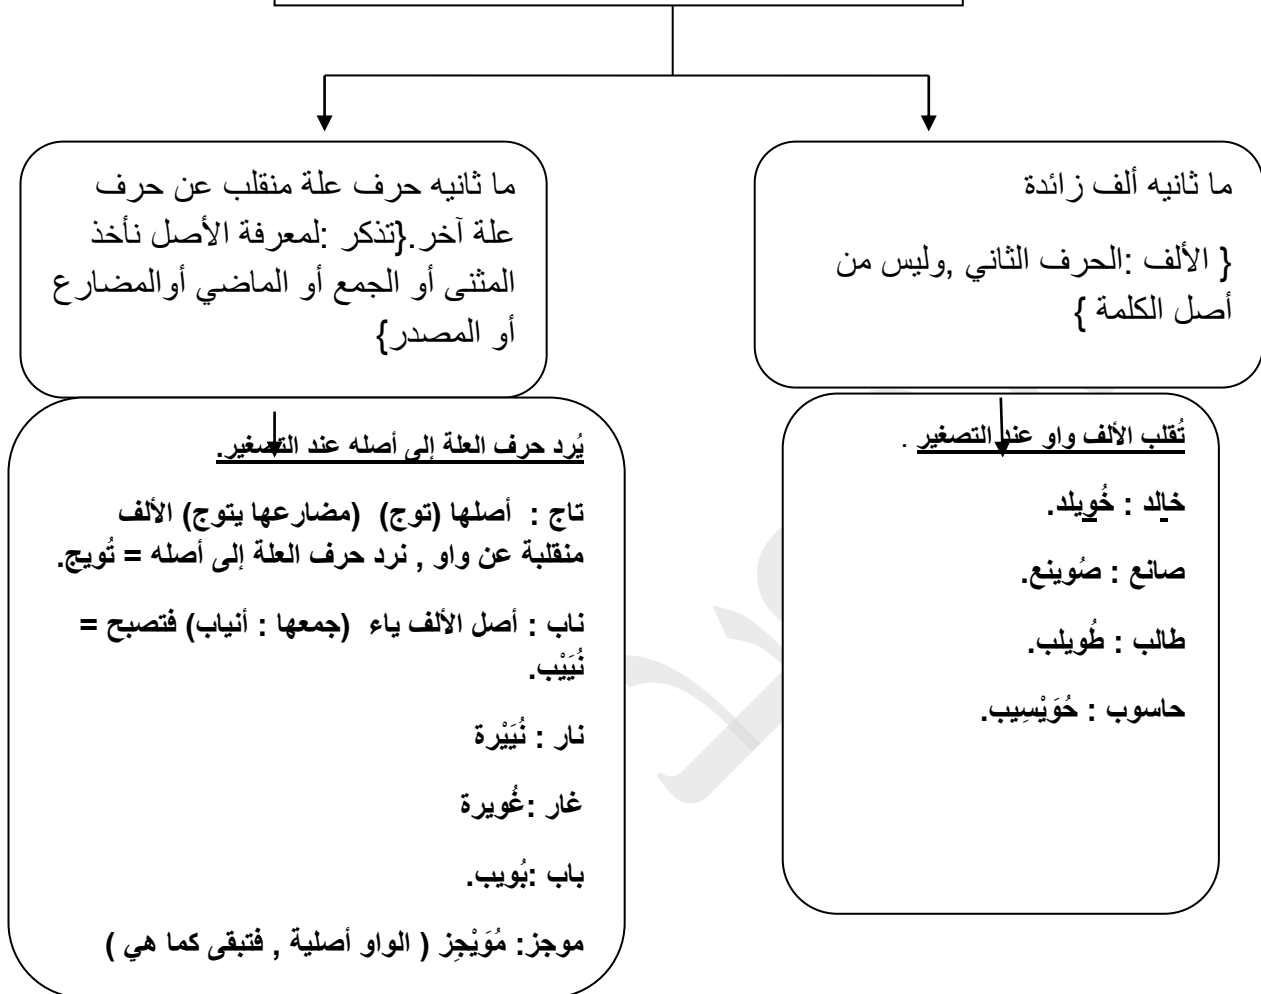 ما ثانيه ألف زائدة
{ الألف :الحرف الثاني ,وليس من
أصل الكلمة }
تُقلب الألف واو عند التصغير .
خالد : خُويلد.
صانع : صُوينع.
طالب : طُويلب.
حاسوب : حُوَيْسِيب.
ما ثانيه حرف علة منقلب عن حرف
علة آخر.{تذكر :لمعرفة الأصل نأخذ
المثنى أو الجمع أو الماضي أوالمضارع
أو المصدر}
يُرد حرف العلة إلى أصله عند التصغير.
تاج : أصلها (توج) (مضارعها يتوج) الألف
منقلبة عن واو , نرد حرف العلة إلى أصله = تُويج.
ناب : أصل الألف ياء (جمعها : أنياب) فتصبح =
نُيَيْب.
نار : نُيَيْرة
غار :غُويرة
باب :بُويب.
موجز: مُوَيْجِز ( الواو أصلية , فتبقى كما هي )